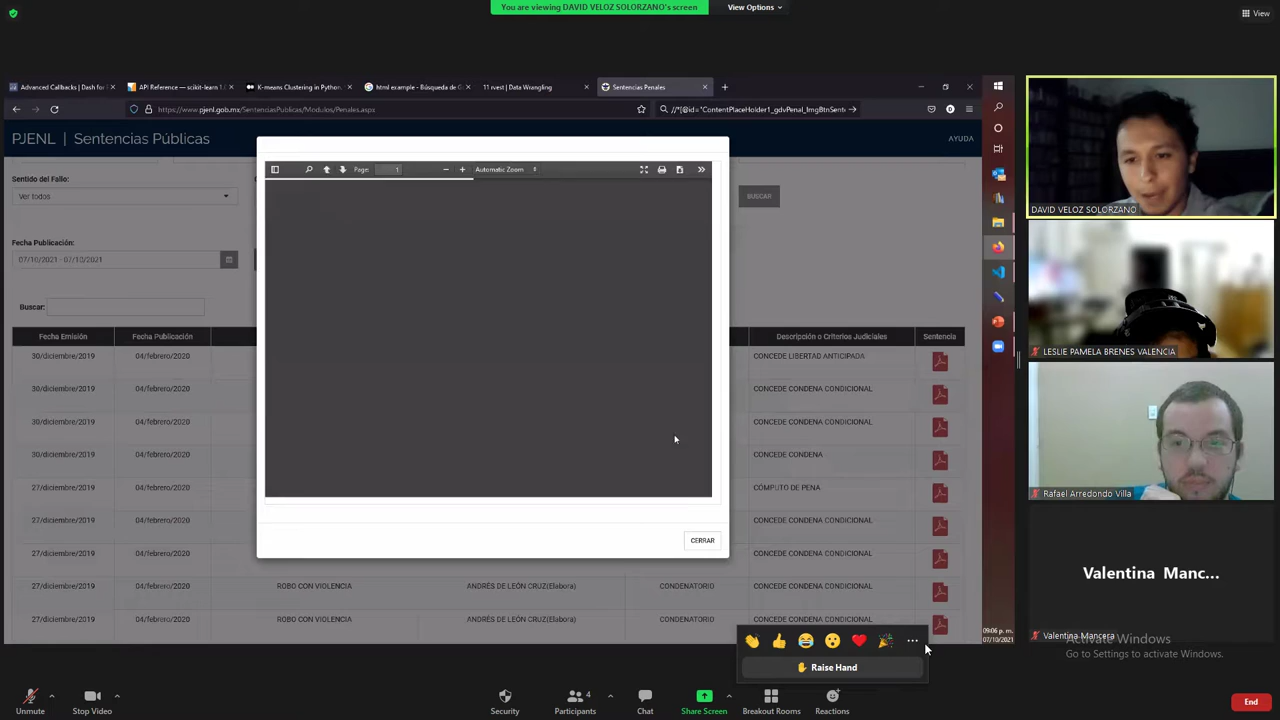 You are viewing DAVID VELOZ SOLORZANO's screen
View Options
View
Advanced Callbacks | Dash for
API Reference — scikit-learn 1.
K-means Clustering in Python
html example - Búsqueda de G
11 rvest | Data Wrangling
Sentencias Penales
https://www.pjenl.gob.mx/SentenciasPublicas/Modulos/Penales.aspx
//*[@id="ContentPlaceHolder1_gdvPenal_ImgBtnSent
PJENL | Sentencias Públicas
AYUDA
Sentido del Fallo:
Ver todos
BUSCAR
Fecha Publicación:
07/10/2021 - 07/10/2021
Buscar:
Page: 1
Automatic Zoom
CERRAR
Fecha Emisión Fecha Publicación Descripción o Criterios Judiciales Sentencia
30/diciembre/2019 04/febrero/2020 CONCEDE LIBERTAD ANTICIPADA
30/diciembre/2019 04/febrero/2020 CONCEDE CONDENA CONDICIONAL
30/diciembre/2019 04/febrero/2020 CONCEDE CONDENA CONDICIONAL
30/diciembre/2019 04/febrero/2020 CONCEDE CONDENA
27/diciembre/2019 04/febrero/2020 CÓMPUTO DE PENA
27/diciembre/2019 04/febrero/2020 CONCEDE CONDENA CONDICIONAL
27/diciembre/2019 04/febrero/2020 CONCEDE CONDENA CONDICIONAL
27/diciembre/2019 04/febrero/2020 ROBO CON VIOLENCIA ANDRÉS DE LEÓN CRUZ(Elabora) CONDENATORIO CONCEDE CONDENA CONDICIONAL
27/diciembre/2019 04/febrero/2020 ROBO CON VIOLENCIA ANDRÉS DE LEÓN CRUZ(Elabora) CONDENATORIO CONCEDE CONDENA CONDICIONAL
09:06 p. m.
07/10/2021
DAVID VELOZ SOLORZANO
LESLIE PAMELA BRENES VALENCIA
Rafael Arredondo Villa
Valentina Manc...
Valentina Mancera
Activate Windows
Go to Settings to activate Windows.
Raise Hand
Unmute
Stop Video
Security
Participants
4
Chat
Share Screen
Breakout Rooms
Reactions
End